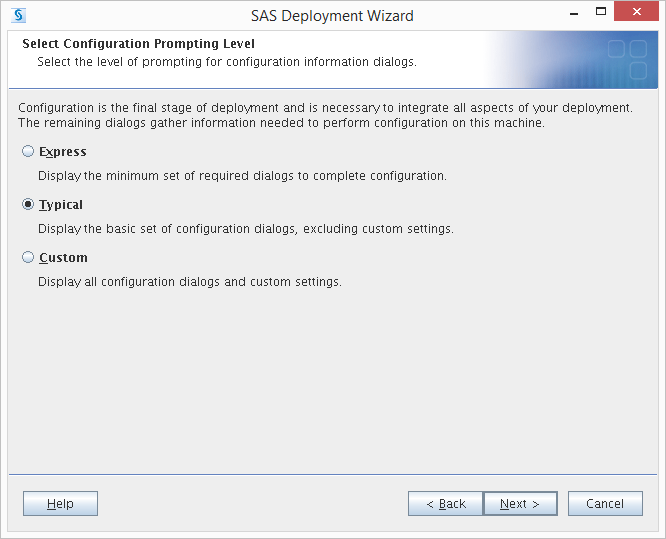 SAS Deployment Wizard
Select Configuration Prompting Level
Select the level of prompting for configuration information dialogs.
Configuration is the final stage of deployment and is necessary to integrate all aspects of your deployment.
The remaining dialogs gather information needed to perform configuration on this machine.
Express
Display the minimum set of required dialogs to complete configuration.
Typical
Display the basic set of configuration dialogs, excluding custom settings.
Custom
Display all configuration dialogs and custom settings.
Help
< Back
Next >
Cancel